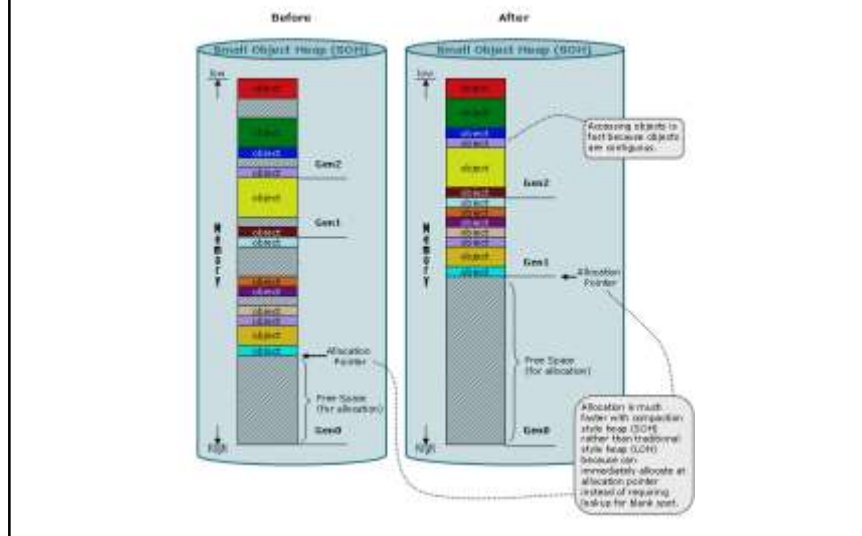 Before
After
Small Object Heap (SOH)
Small Object Heap (SOH)
low
object
object
object
object
Gen2
object
Gen1
object
object
Memory
object
object
object
object
object
object
Allocation
Pointer
Free Space
(for allocation)
Gen0
high
low
object
object
object
object
Accessing objects is
fast because objects
are contiguous.
object
Gen2
object
object
object
object
object
object
object
Gen1
object
Memory
Allocation
Pointer
Free Space
(for allocation)
Gen0
high
Allocation is much
faster with compaction
style heap (SOH)
rather than traditional
style heap (LOH)
because can
immediately allocate at
allocation pointer
instead of requiring
lookup for blank spot.